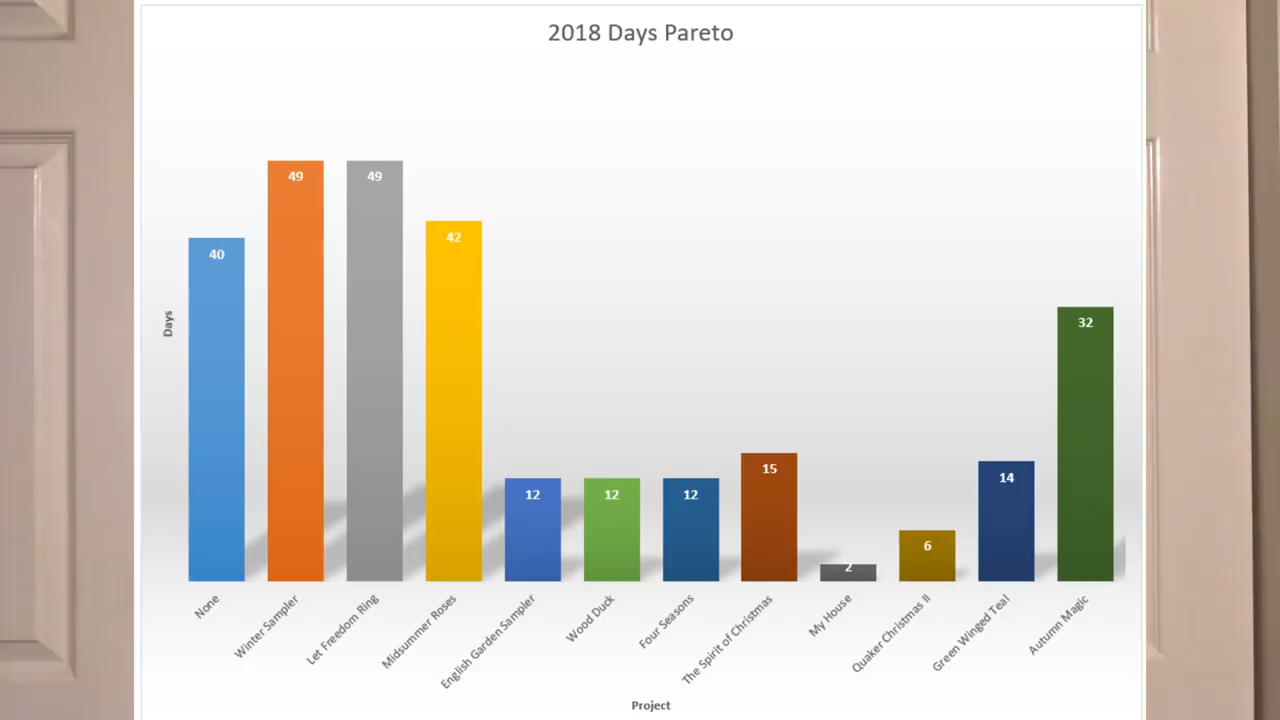 2018 Days Pareto
49
49
42
40
32
15
14
12
12
12
6
2
Days
None
Winter Sampler
Let Freedom Ring
Midsummer Roses
English Garden Sampler
Wood Duck
Four Seasons
The Spirit of Christmas
My House
Quaker Christmas II
Green Winged Teal
Autumn Magic
Project